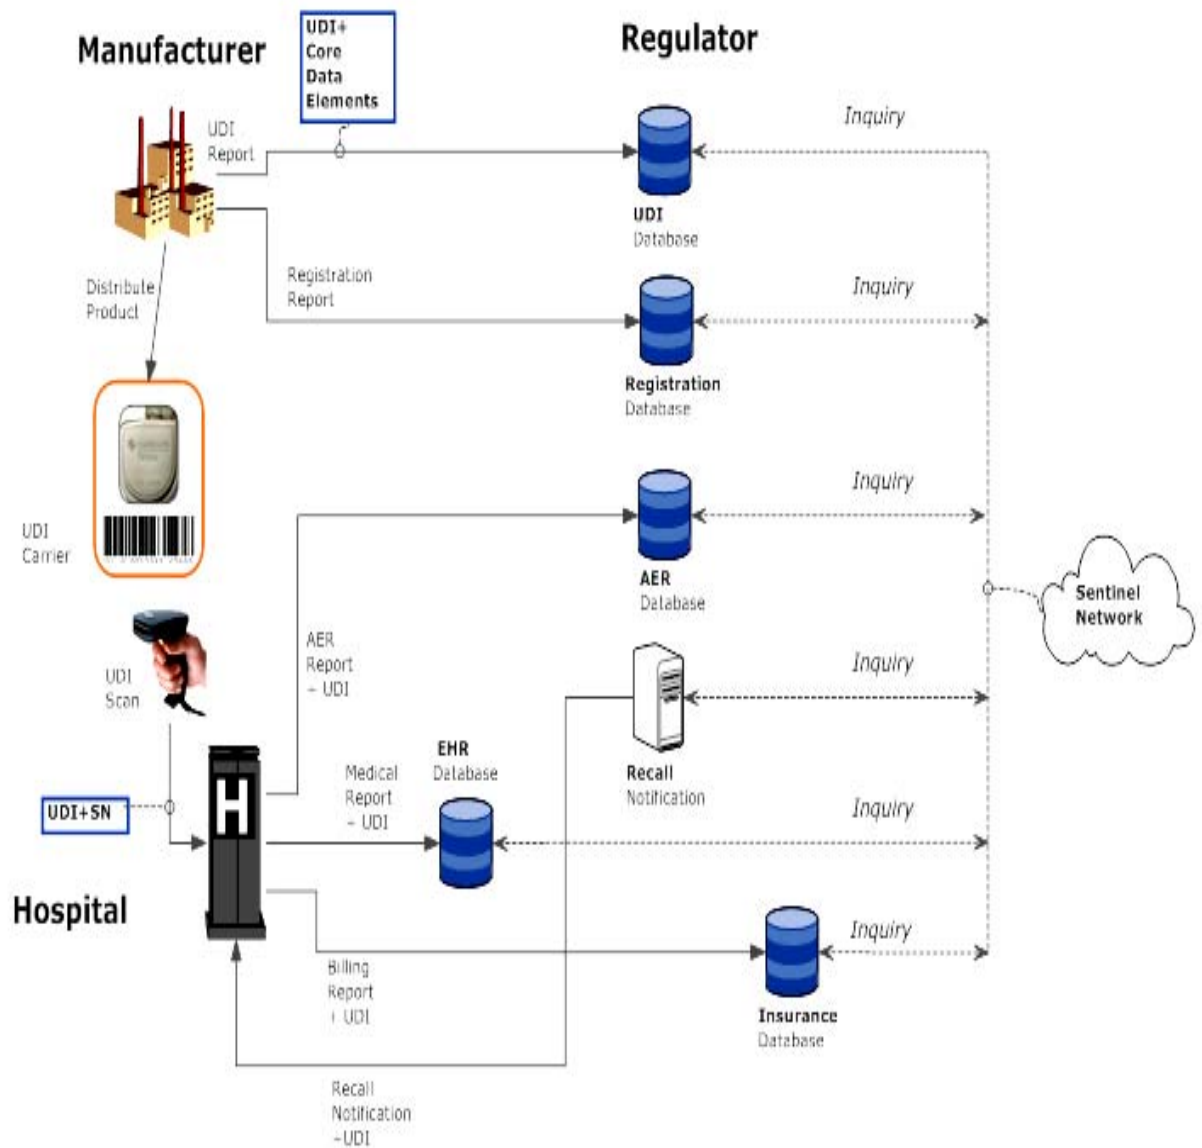 Manufacturer
UDI+
Core
Data
Elements
Regulator
UDI
Report
Inquiry
UDI
Database
Distribute
Product
Registration
Report
Inquiry
Registration
Database
UDI
Carrier
Inquiry
AER
Database
Sentinel
Network
UDI
Scan
AER
Report
~ UDI
Inquiry
Recall
Notification
UDI+SN
H
Medical
Report
~ UDI
EHR
Database
Inquiry
Hospital
Billing
Report
+ UDI
Inquiry
Insurance
Database
Recall
Notification
~UDI